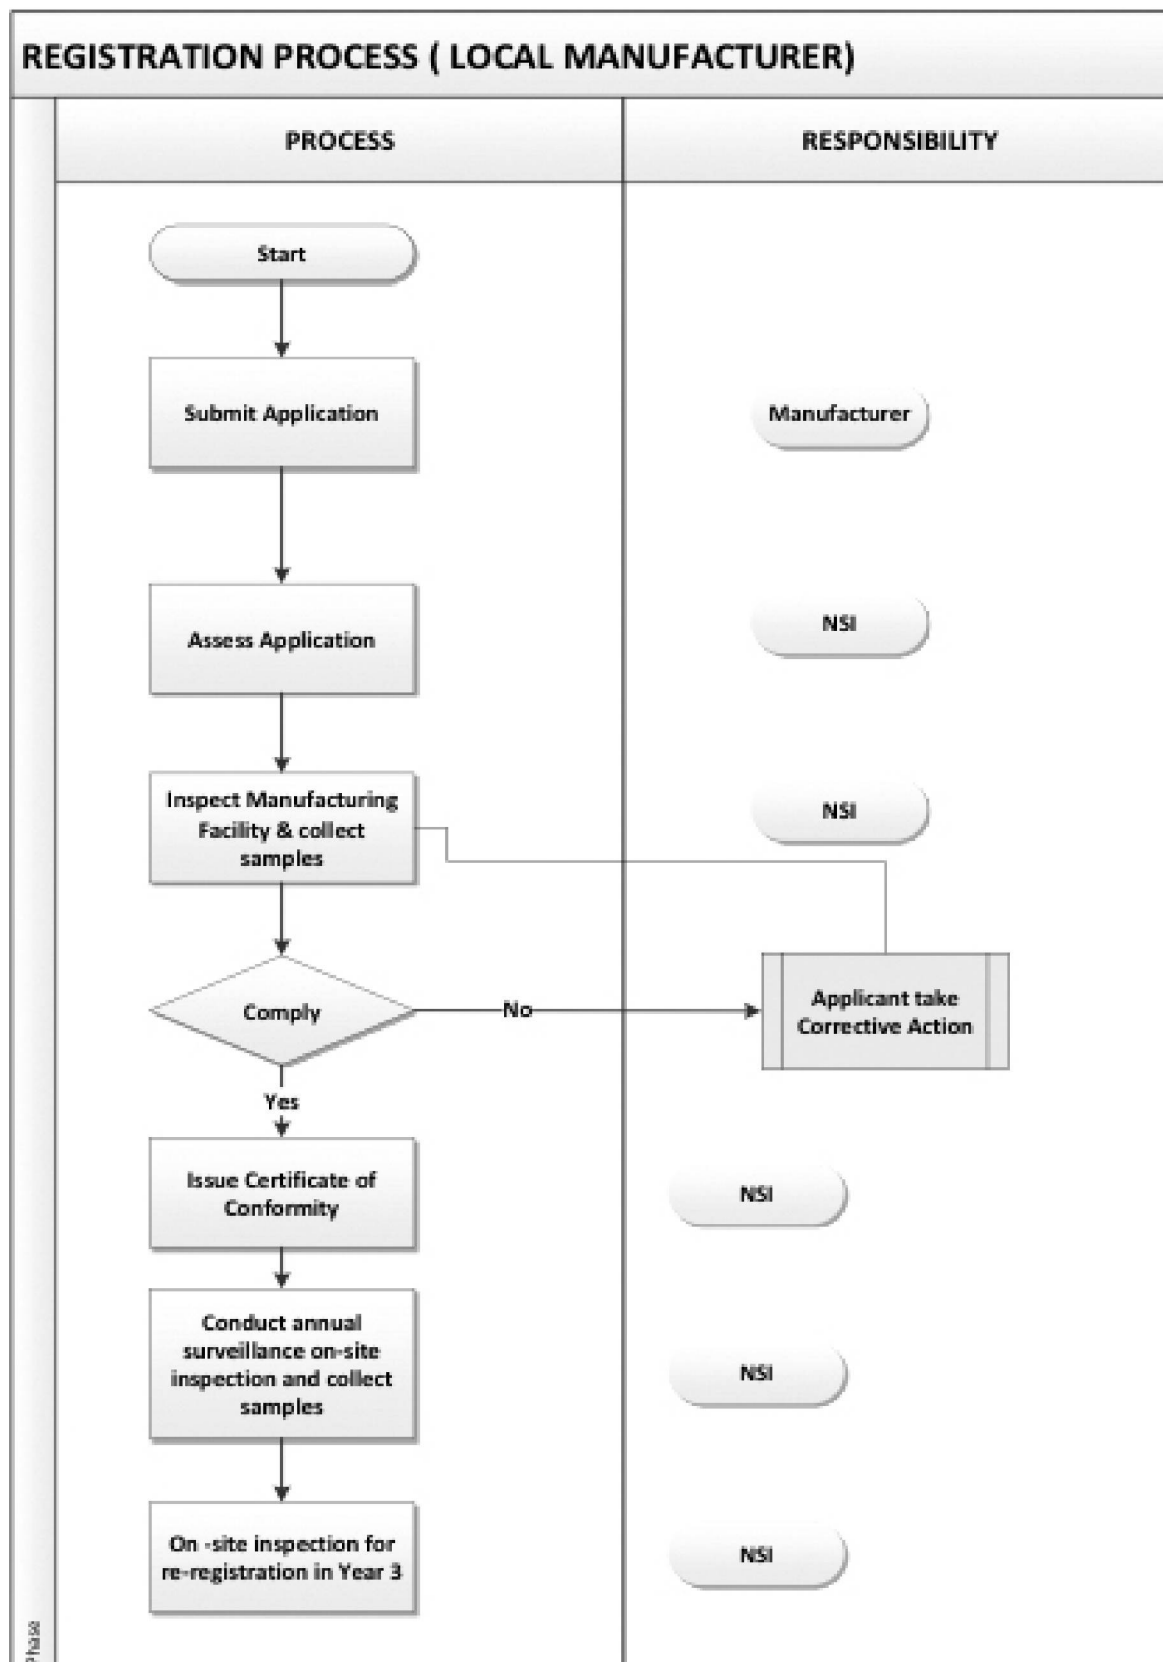 REGISTRATION PROCESS ( LOCAL MANUFACTURER)
PROCESS
RESPONSIBILITY
Start
Submit Application
Manufacturer
Assess Application
NSI
Inspect Manufacturing
Facility & collect
samples
NSI
Comply
No
Applicant take
Corrective Action
Yes
Issue Certificate of
Conformity
NSI
Conduct annual
surveillance on-site
inspection and collect
samples
NSI
On -site inspection for
re-registration in Year 3
NSI
Phase